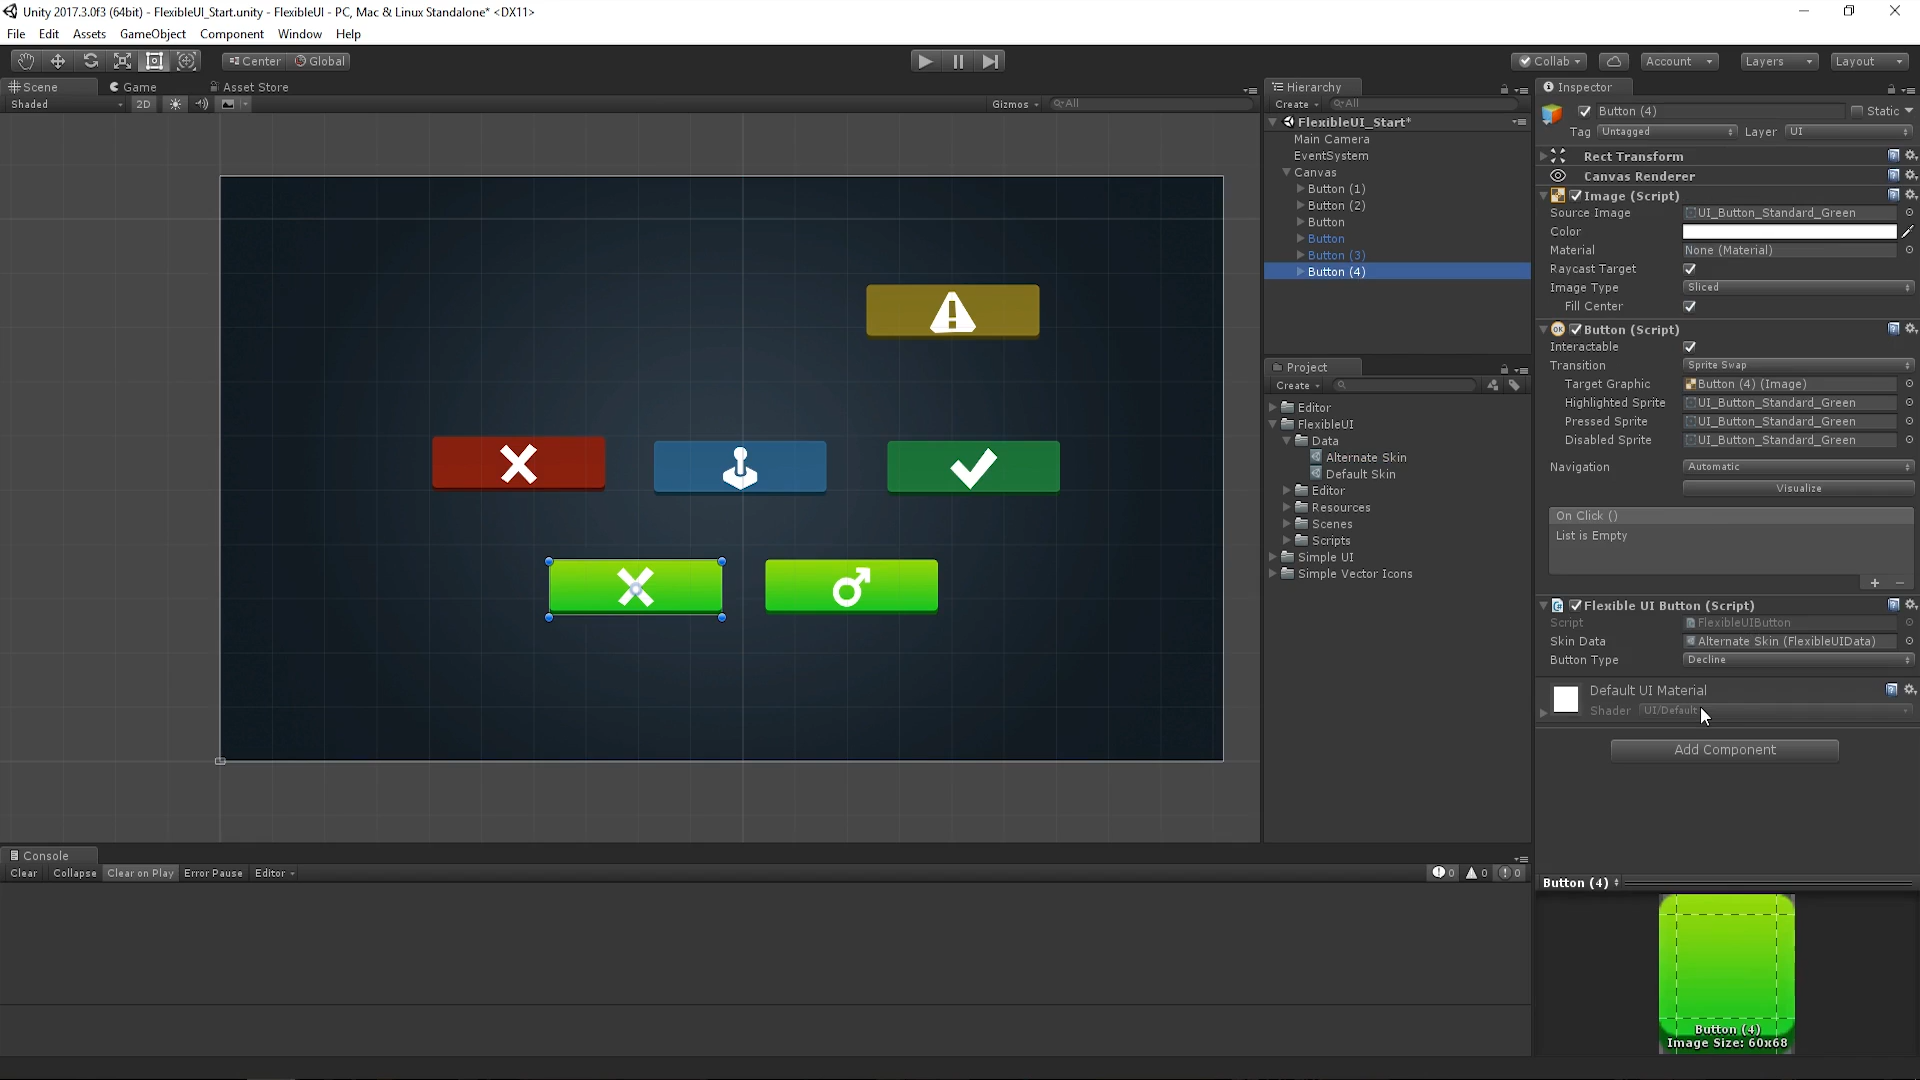 Unity 2017.3.0f3 (64bit) - FlexibleUI_Start.unity - FlexibleUI - PC, Mac & Linux Standalone* <DX11>
File Edit Assets GameObject Component Window Help
Center Global Collab Account Layers Layout
Scene Game Asset Store
Shaded 2D Gizmos All
Hierarchy
Create All
FlexibleUI_Start*
Main Camera
EventSystem
Canvas
Button (1)
Button (2)
Button
Button
Button (3)
Button (4)
Project
Create
Editor
FlexibleUI
Data
Alternate Skin
Default Skin
Editor
Resources
Scenes
Scripts
Simple UI
Simple Vector Icons
Inspector
Button (4) Static
Tag Untagged Layer UI
Rect Transform
Canvas Renderer
Image (Script)
Source Image UI_Button_Standard_Green
Color
Material None (Material)
Raycast Target
Image Type Sliced
Fill Center
OK Button (Script)
Interactable
Transition Sprite Swap
Target Graphic Button (4) (Image)
Highlighted Sprite UI_Button_Standard_Green
Pressed Sprite UI_Button_Standard_Green
Disabled Sprite UI_Button_Standard_Green
Navigation Automatic
Visualize
On Click ()
List is Empty
Flexible UI Button (Script)
Script FlexibleUIButton
Skin Data Alternate Skin (FlexibleUIData)
Button Type Decline
Default UI Material
Shader UI/Default
Add Component
Console
Clear Collapse Clear on Play Error Pause Editor 0 0 0
Button (4)
Button (4)
Image Size: 60x68